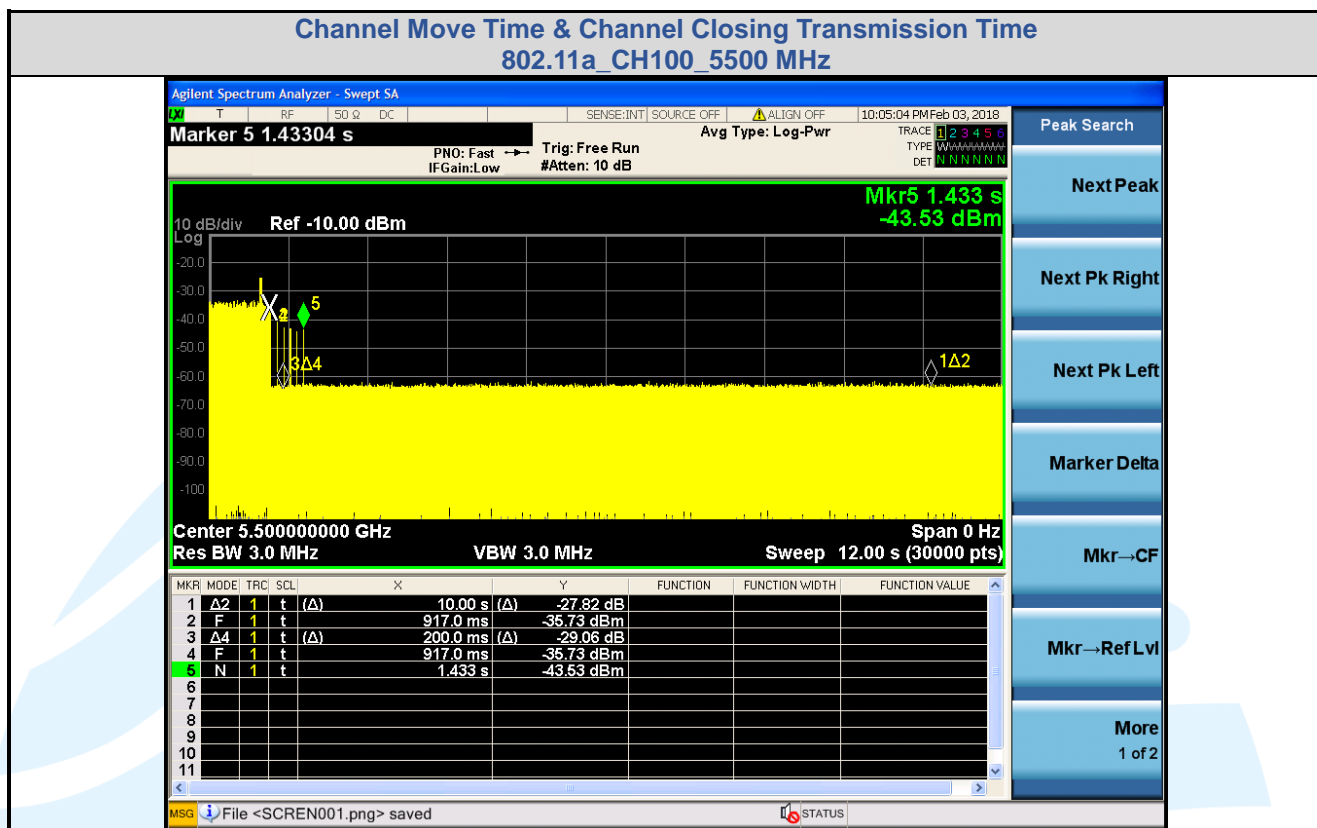 Channel Move Time & Channel Closing Transmission Time
802.11a_CH100_5500 MHz
Agilent Spectrum Analyzer - Swept SA
LXI T RF 50 Ω DC SENSE:INT SOURCE OFF ALIGN OFF 10:05:04 PM Feb 03, 2018
Marker 5 1.43304 s
PNO: Fast
IFGain:Low
Trig: Free Run
#Atten: 10 dB
Avg Type: Log-Pwr
TRACE 1 2 3 4 5 6
TYPE WWWWWW
DET N N N N N N
Peak Search
Next Peak
Next Pk Right
Next Pk Left
Marker Delta
Mkr→CF
Mkr→Ref Lvl
More
1 of 2
Mkr5 1.433 s
-43.53 dBm
10 dB/div Ref -10.00 dBm
Log
-20.0
-30.0
-40.0
-50.0
-60.0
-70.0
-80.0
-90.0
-100
5
3Δ4
1Δ2
Center 5.500000000 GHz Span 0 Hz
Res BW 3.0 MHz VBW 3.0 MHz Sweep 12.00 s (30000 pts)
MKR MODE TRC SCL X Y FUNCTION FUNCTION WIDTH FUNCTION VALUE
1 Δ2 1 t (Δ) 10.00 s (Δ) -27.82 dB
2 F 1 t 917.0 ms -35.73 dBm
3 Δ4 1 t (Δ) 200.0 ms (Δ) -29.06 dB
4 F 1 t 917.0 ms -35.73 dBm
5 N 1 t 1.433 s -43.53 dBm
6
7
8
9
10
11
MSG File <SCREN001.png> saved STATUS